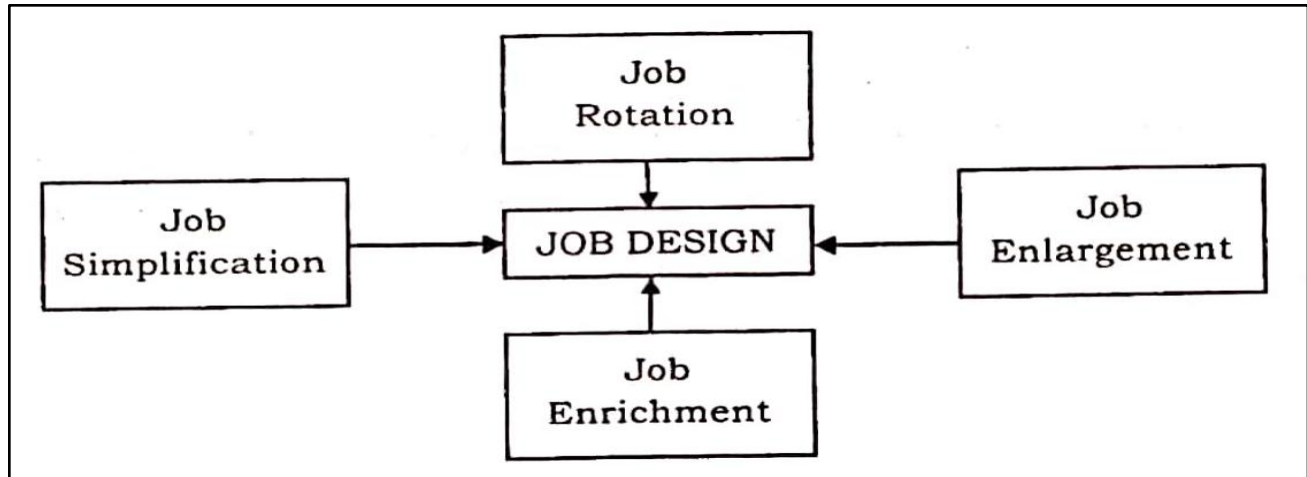 Job
Rotation
Job
Simplification
JOB DESIGN
Job
Enlargement
Job
Enrichment